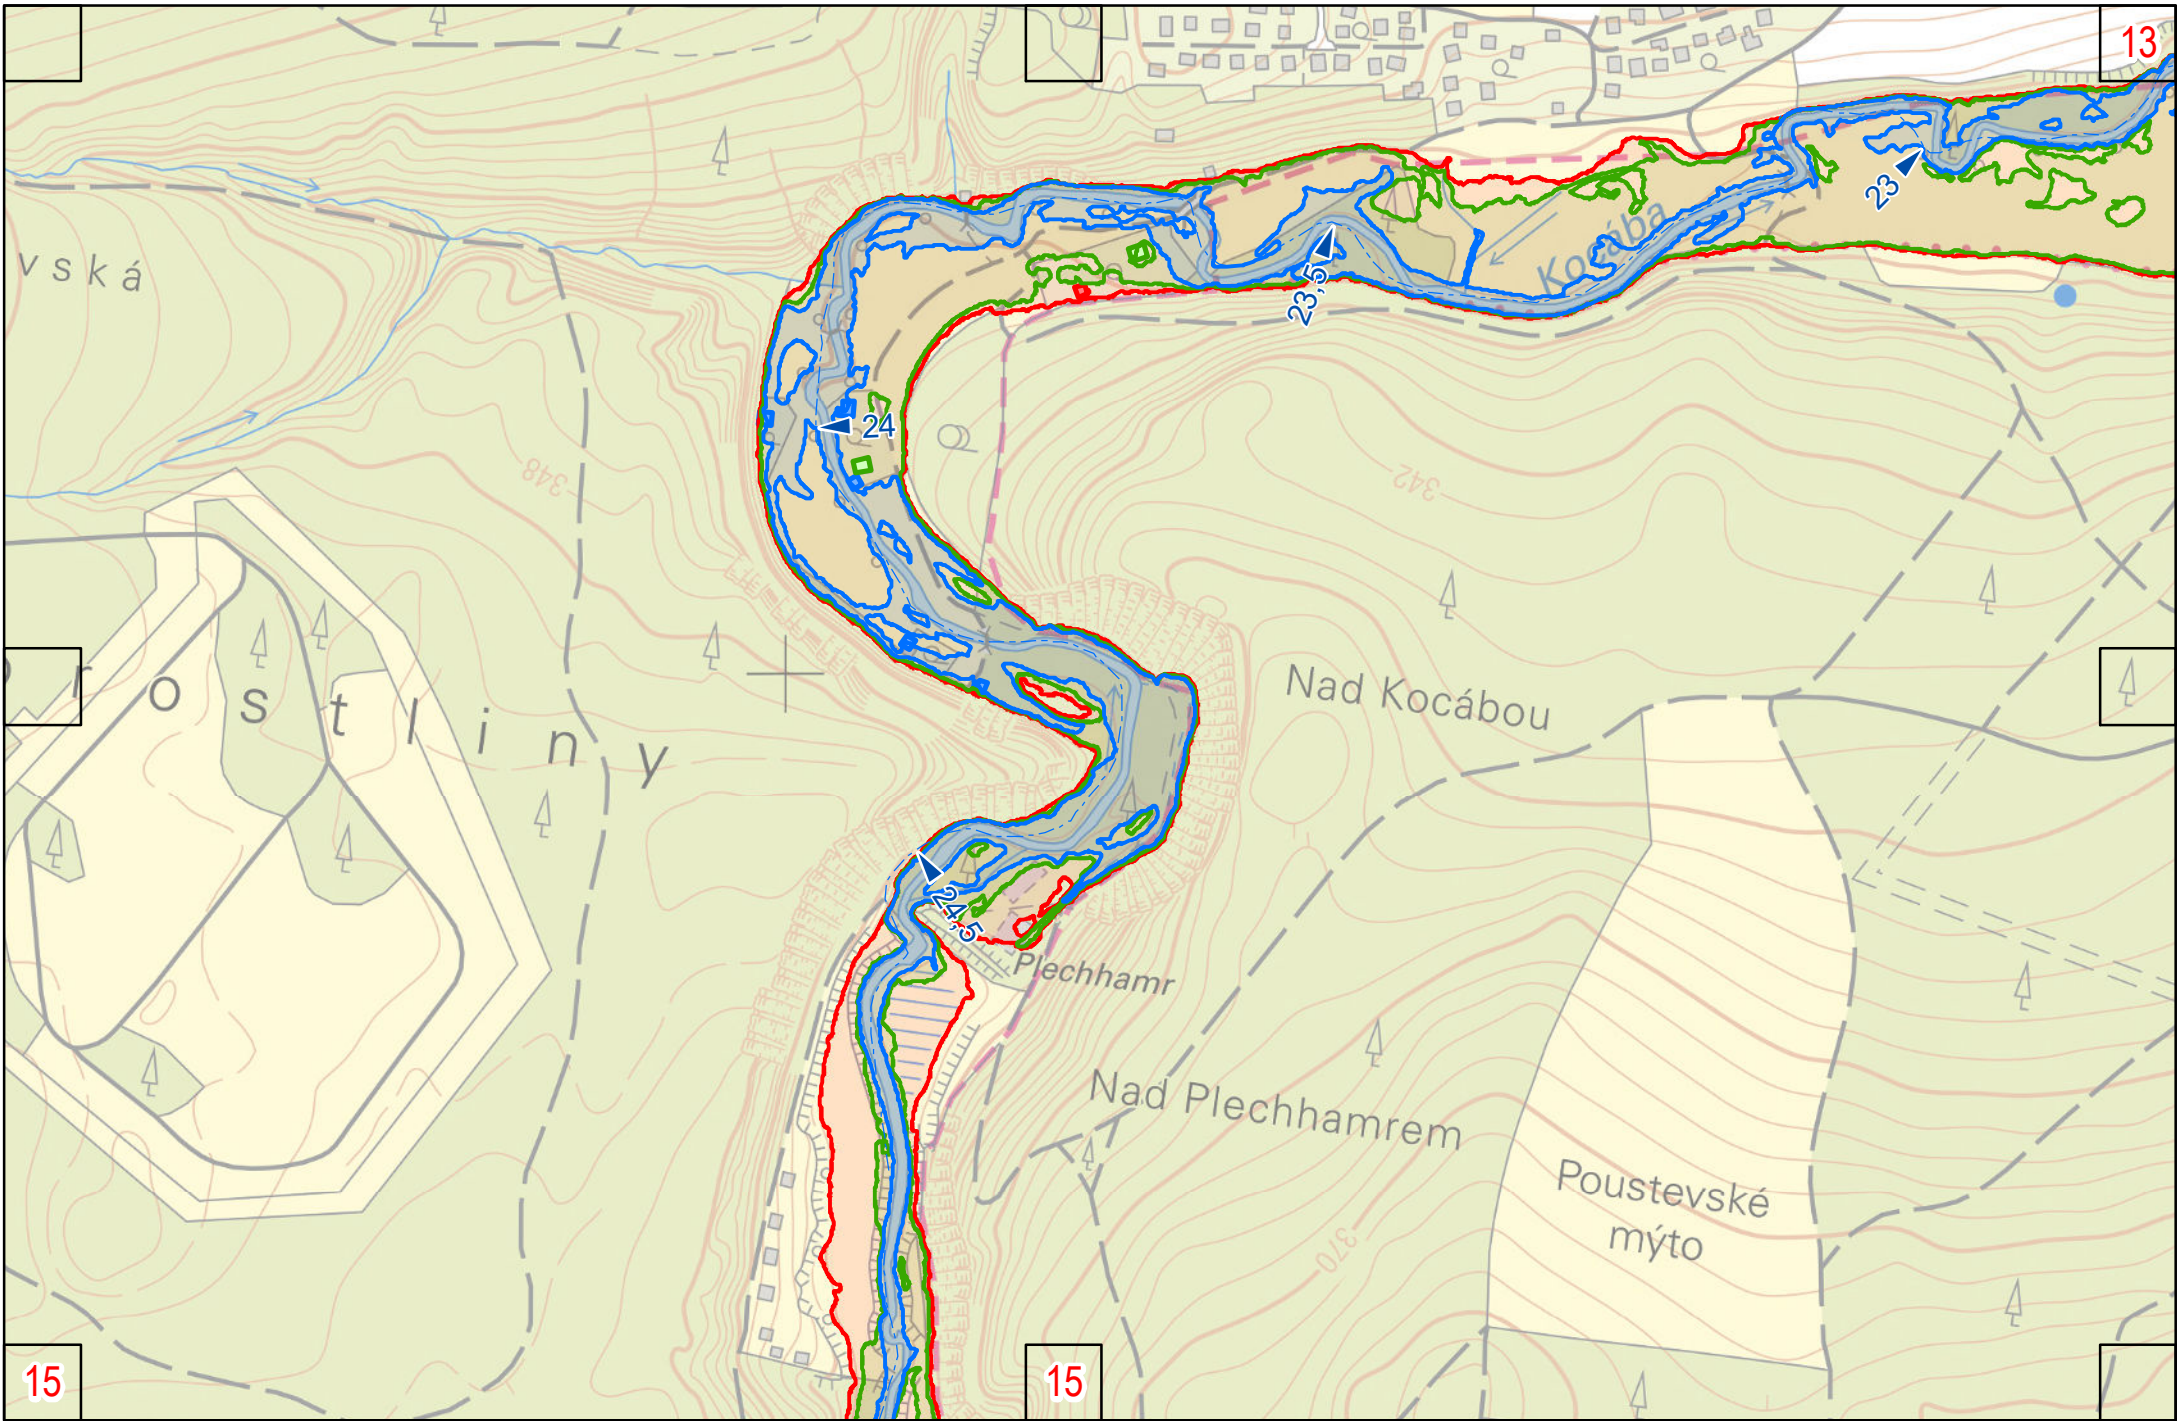 13
23
Kocába
23,5
vská
24
348
342
rostliny
Nad Kocábou
24,5
Plechhamr
Nad Plechhamrem
Poustevské
mýto
370
15
15